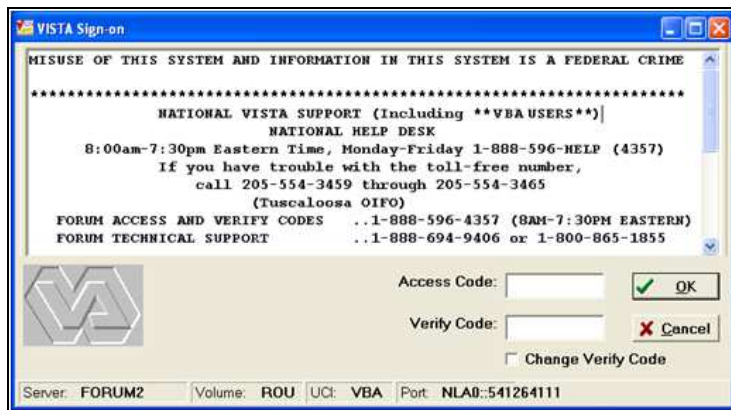 VISTA Sign-on
MISUSE OF THIS SYSTEM AND INFORMATION IN THIS SYSTEM IS A FEDERAL CRIME
***********************************************************************
NATIONAL VISTA SUPPORT (Including **VBA USERS**)
NATIONAL HELP DESK
8:00am-7:30pm Eastern Time, Monday-Friday 1-888-596-HELP (4357)
If you have trouble with the toll-free number,
call 205-554-3459 through 205-554-3465
(Tuscaloosa OIFO)
FORUM ACCESS AND VERIFY CODES ..1-888-596-4357 (8AM-7:30PM EASTERN)
FORUM TECHNICAL SUPPORT ..1-888-694-9406 or 1-800-865-1855
Access Code:
OK
Verify Code:
Cancel
Change Verify Code
Server: FORUM2 Volume: ROU UCI: VBA Port: NLA0::541264111